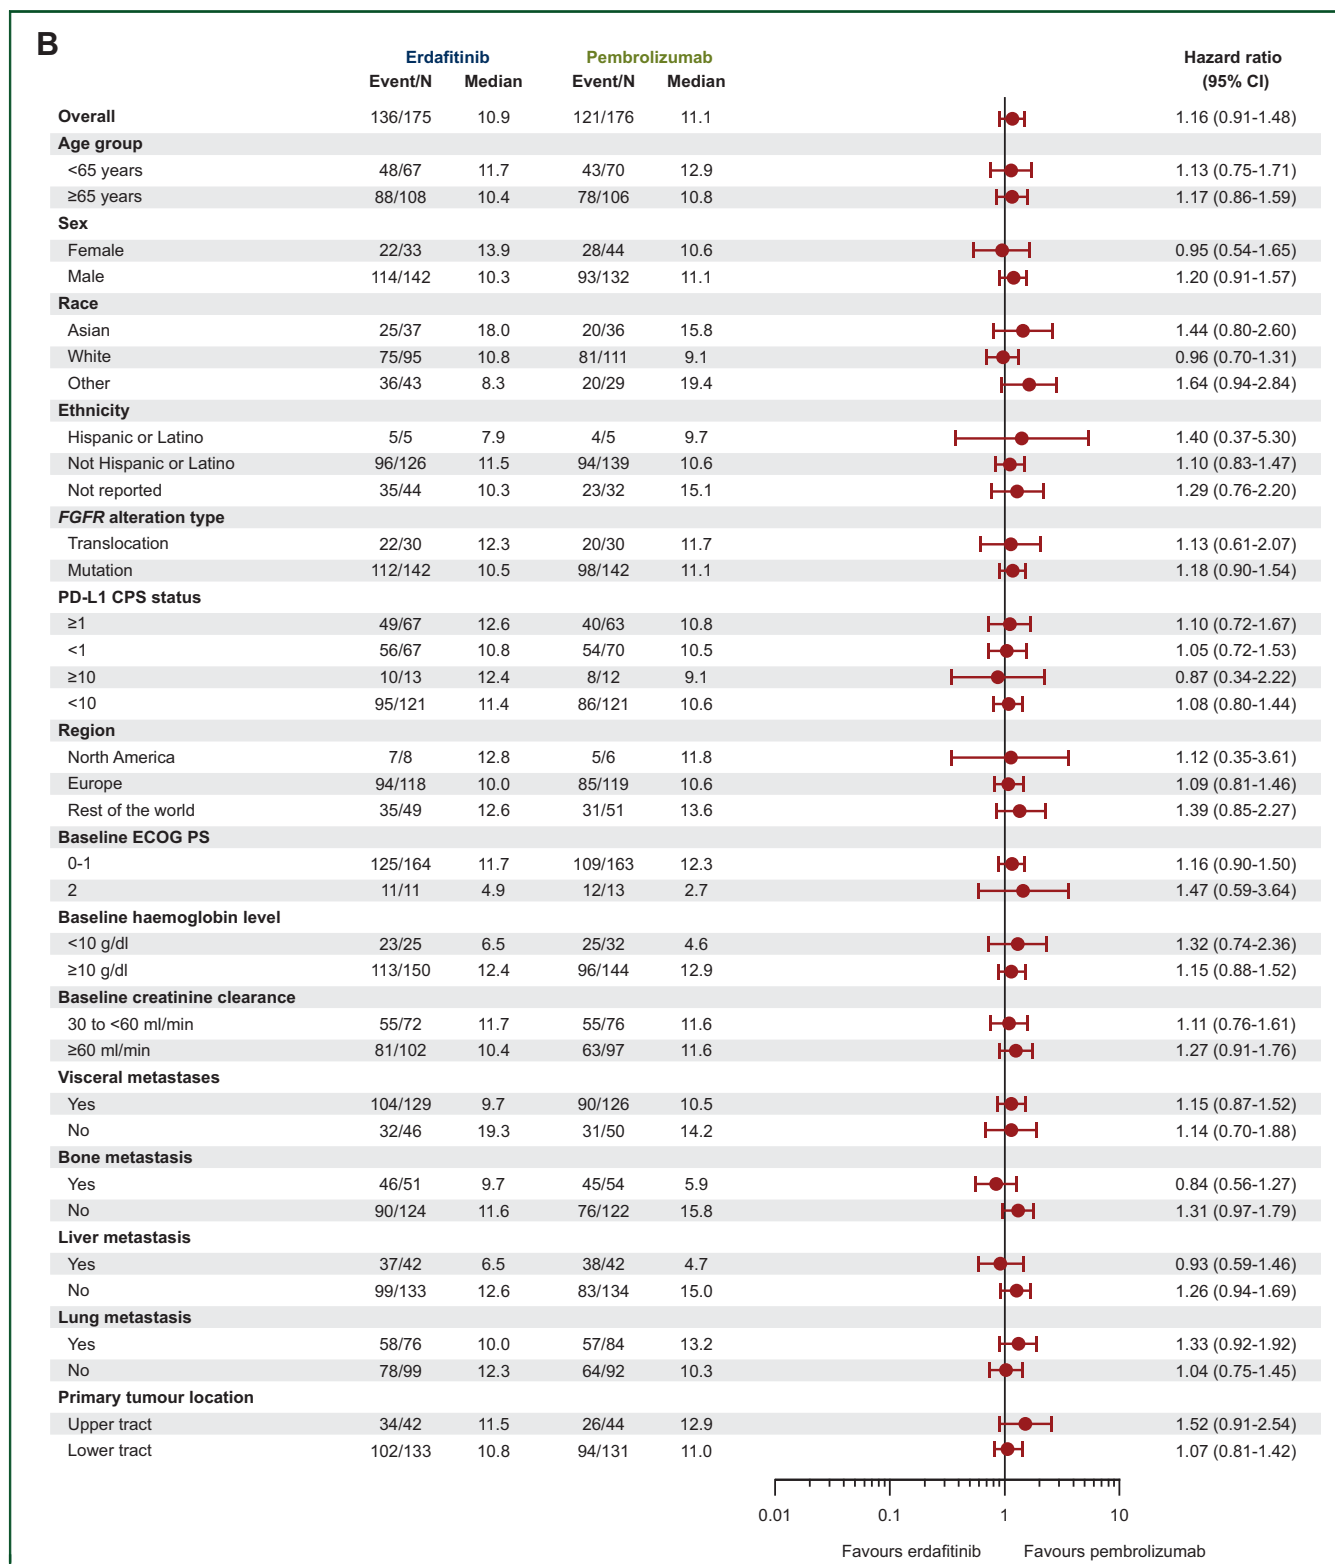 B
Erdafitinib Pembrolizumab Hazard ratio
Event/N Median Event/N Median (95% CI)
Overall 136/175 10.9 121/176 11.1 1.16 (0.91-1.48)
Age group
<65 years 48/67 11.7 43/70 12.9 1.13 (0.75-1.71)
≥65 years 88/108 10.4 78/106 10.8 1.17 (0.86-1.59)
Sex
Female 22/33 13.9 28/44 10.6 0.95 (0.54-1.65)
Male 114/142 10.3 93/132 11.1 1.20 (0.91-1.57)
Race
Asian 25/37 18.0 20/36 15.8 1.44 (0.80-2.60)
White 75/95 10.8 81/111 9.1 0.96 (0.70-1.31)
Other 36/43 8.3 20/29 19.4 1.64 (0.94-2.84)
Ethnicity
Hispanic or Latino 5/5 7.9 4/5 9.7 1.40 (0.37-5.30)
Not Hispanic or Latino 96/126 11.5 94/139 10.6 1.10 (0.83-1.47)
Not reported 35/44 10.3 23/32 15.1 1.29 (0.76-2.20)
FGFR alteration type
Translocation 22/30 12.3 20/30 11.7 1.13 (0.61-2.07)
Mutation 112/142 10.5 98/142 11.1 1.18 (0.90-1.54)
PD-L1 CPS status
≥1 49/67 12.6 40/63 10.8 1.10 (0.72-1.67)
<1 56/67 10.8 54/70 10.5 1.05 (0.72-1.53)
≥10 10/13 12.4 8/12 9.1 0.87 (0.34-2.22)
<10 95/121 11.4 86/121 10.6 1.08 (0.80-1.44)
Region
North America 7/8 12.8 5/6 11.8 1.12 (0.35-3.61)
Europe 94/118 10.0 85/119 10.6 1.09 (0.81-1.46)
Rest of the world 35/49 12.6 31/51 13.6 1.39 (0.85-2.27)
Baseline ECOG PS
0-1 125/164 11.7 109/163 12.3 1.16 (0.90-1.50)
2 11/11 4.9 12/13 2.7 1.47 (0.59-3.64)
Baseline haemoglobin level
<10 g/dl 23/25 6.5 25/32 4.6 1.32 (0.74-2.36)
≥10 g/dl 113/150 12.4 96/144 12.9 1.15 (0.88-1.52)
Baseline creatinine clearance
30 to <60 ml/min 55/72 11.7 55/76 11.6 1.11 (0.76-1.61)
≥60 ml/min 81/102 10.4 63/97 11.6 1.27 (0.91-1.76)
Visceral metastases
Yes 104/129 9.7 90/126 10.5 1.15 (0.87-1.52)
No 32/46 19.3 31/50 14.2 1.14 (0.70-1.88)
Bone metastasis
Yes 46/51 9.7 45/54 5.9 0.84 (0.56-1.27)
No 90/124 11.6 76/122 15.8 1.31 (0.97-1.79)
Liver metastasis
Yes 37/42 6.5 38/42 4.7 0.93 (0.59-1.46)
No 99/133 12.6 83/134 15.0 1.26 (0.94-1.69)
Lung metastasis
Yes 58/76 10.0 57/84 13.2 1.33 (0.92-1.92)
No 78/99 12.3 64/92 10.3 1.04 (0.75-1.45)
Primary tumour location
Upper tract 34/42 11.5 26/44 12.9 1.52 (0.91-2.54)
Lower tract 102/133 10.8 94/131 11.0 1.07 (0.81-1.42)
0.01 0.1 1 10
Favours erdafitinib Favours pembrolizumab